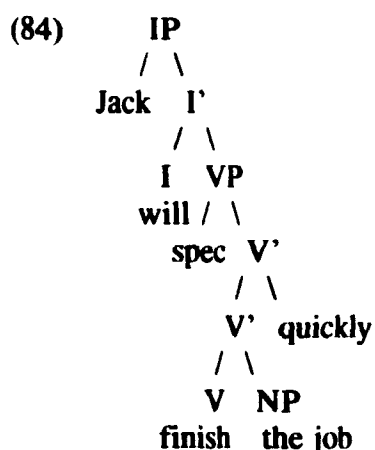 (84) IP
/ \
Jack I'
/ \
I VP
will / \
spec V'
/ \
V' quickly
/ \
V NP
finish the job